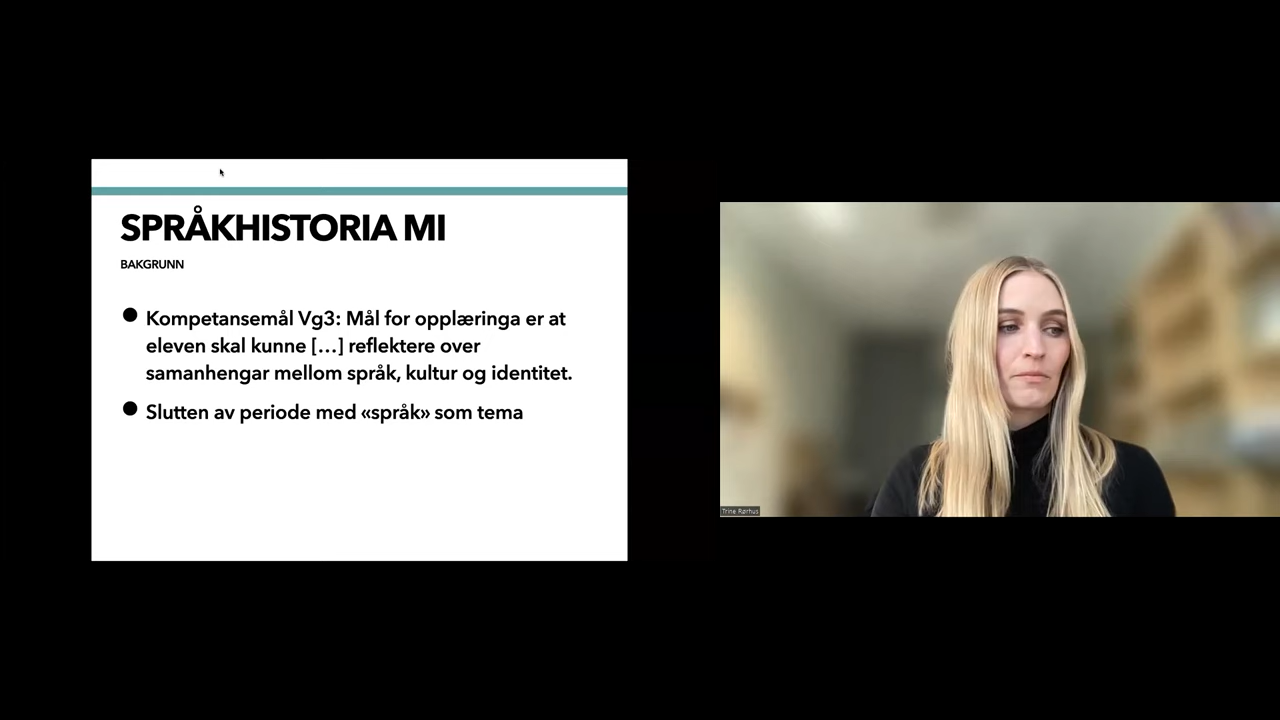 SPRÅKHISTORIA MI
BAKGRUNN
● Kompetansemål Vg3: Mål for opplæringa er at
eleven skal kunne [...] reflektere over
samanhengar mellom språk, kultur og identitet.
● Slutten av periode med «språk» som tema
Trine Rørhus